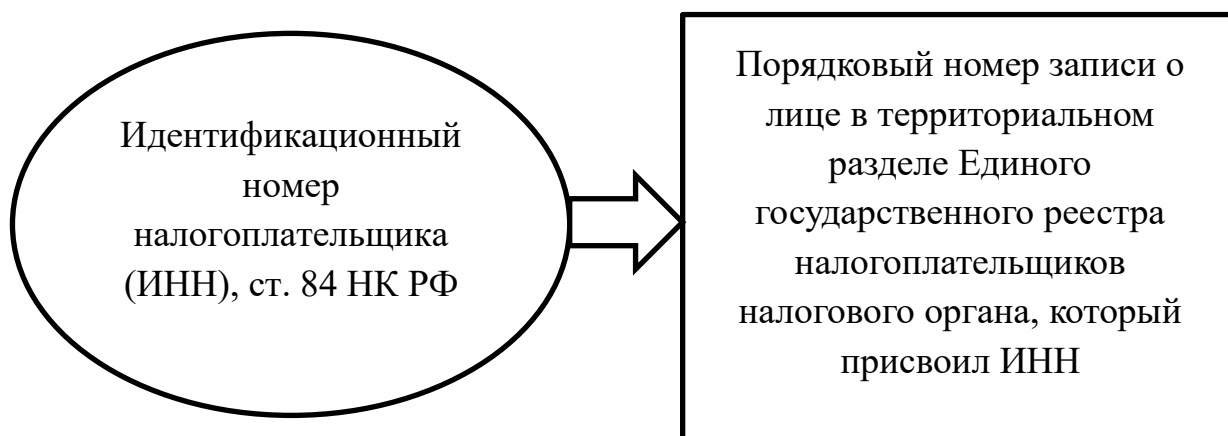 Идентификационный
номер
налогоплательщика
(ИНН), ст. 84 НК РФ
Порядковый номер записи о
лице в территориальном
разделе Единого
государственного реестра
налогоплательщиков
налогового органа, который
присвоил ИНН